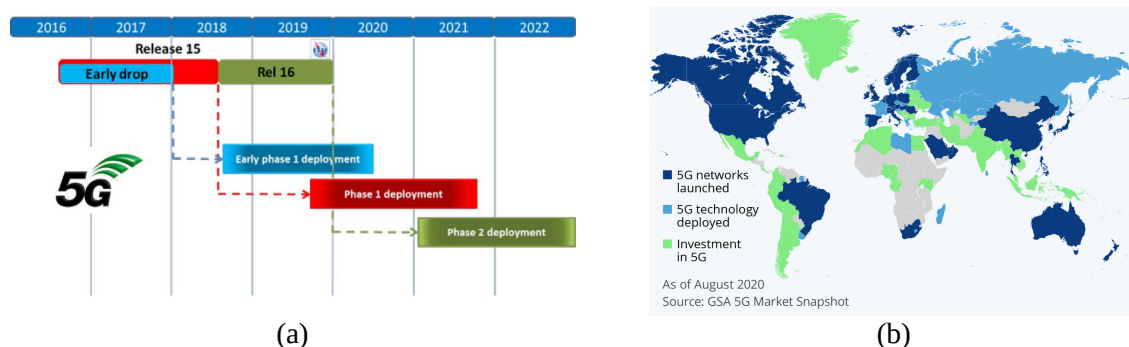 2016 2017 2018 2019 2020 2021 2022
Release 15
Early drop
Rel 16
Early phase 1 deployment
5G
Phase 1 deployment
Phase 2 deployment
(a)
5G networks
launched
5G technology
deployed
Investment
in 5G
As of August 2020
Source: GSA 5G Market Snapshot
(b)